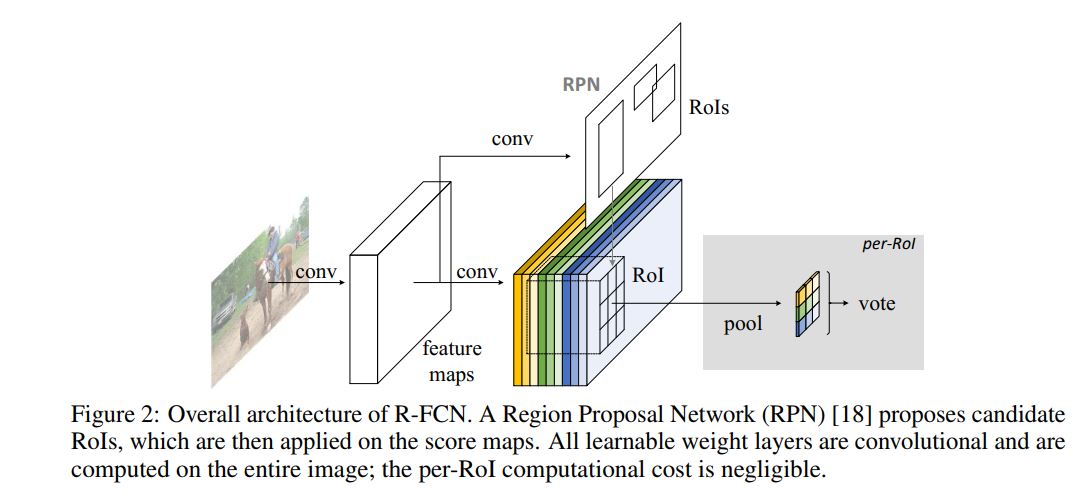 RPN
RoIs
conv
per-RoI
conv
conv
RoI
pool
vote
feature
maps
Figure 2: Overall architecture of R-FCN. A Region Proposal Network (RPN) [18] proposes candidate
RoIs, which are then applied on the score maps. All learnable weight layers are convolutional and are
computed on the entire image; the per-RoI computational cost is negligible.